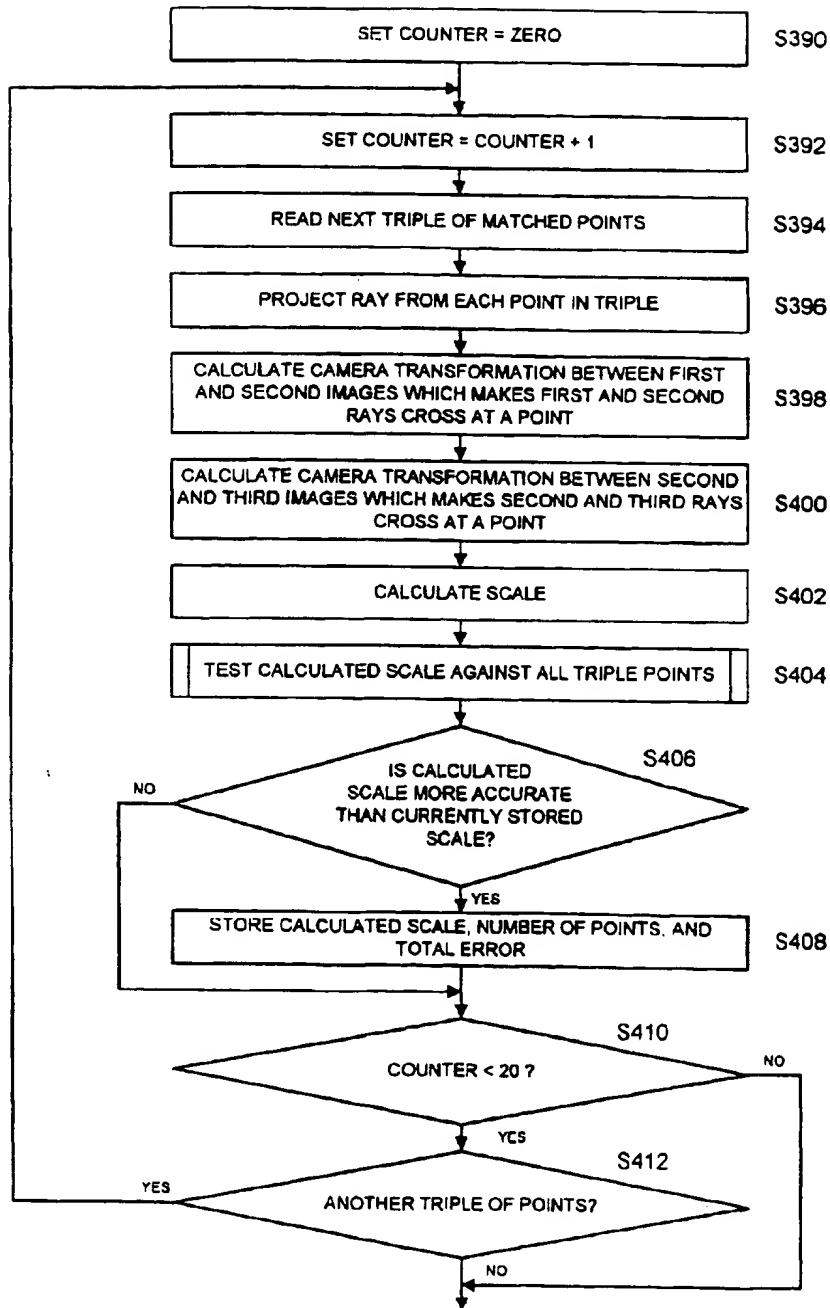 SET COUNTER = ZERO
S390
SET COUNTER = COUNTER + 1
S392
READ NEXT TRIPLE OF MATCHED POINTS
S394
PROJECT RAY FROM EACH POINT IN TRIPLE
S396
CALCULATE CAMERA TRANSFORMATION BETWEEN FIRST
AND SECOND IMAGES WHICH MAKES FIRST AND SECOND
RAYS CROSS AT A POINT
S398
CALCULATE CAMERA TRANSFORMATION BETWEEN SECOND
AND THIRD IMAGES WHICH MAKES SECOND AND THIRD RAYS
CROSS AT A POINT
S400
CALCULATE SCALE
S402
TEST CALCULATED SCALE AGAINST ALL TRIPLE POINTS
S404
S406
IS CALCULATED
SCALE MORE ACCURATE
THAN CURRENTLY STORED
SCALE?
NO
YES
STORE CALCULATED SCALE, NUMBER OF POINTS, AND
TOTAL ERROR
S408
S410
COUNTER < 20 ?
NO
YES
S412
YES
ANOTHER TRIPLE OF POINTS?
NO